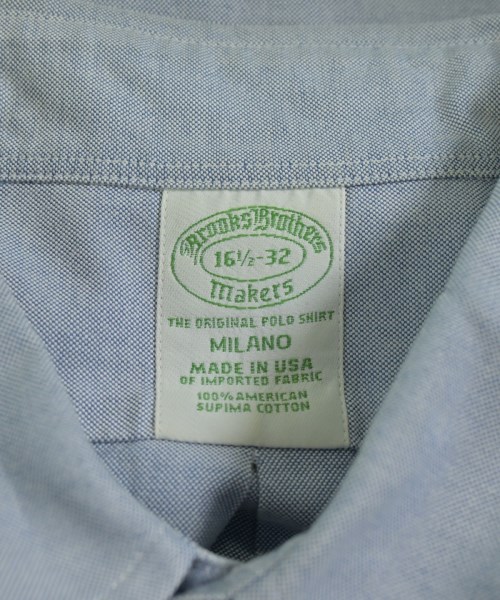 Brooks Brothers
16½-32
Makers
THE ORIGINAL POLO SHIRT
MILANO
MADE IN USA
OF IMPORTED FABRIC
100% AMERICAN
SUPIMA COTTON